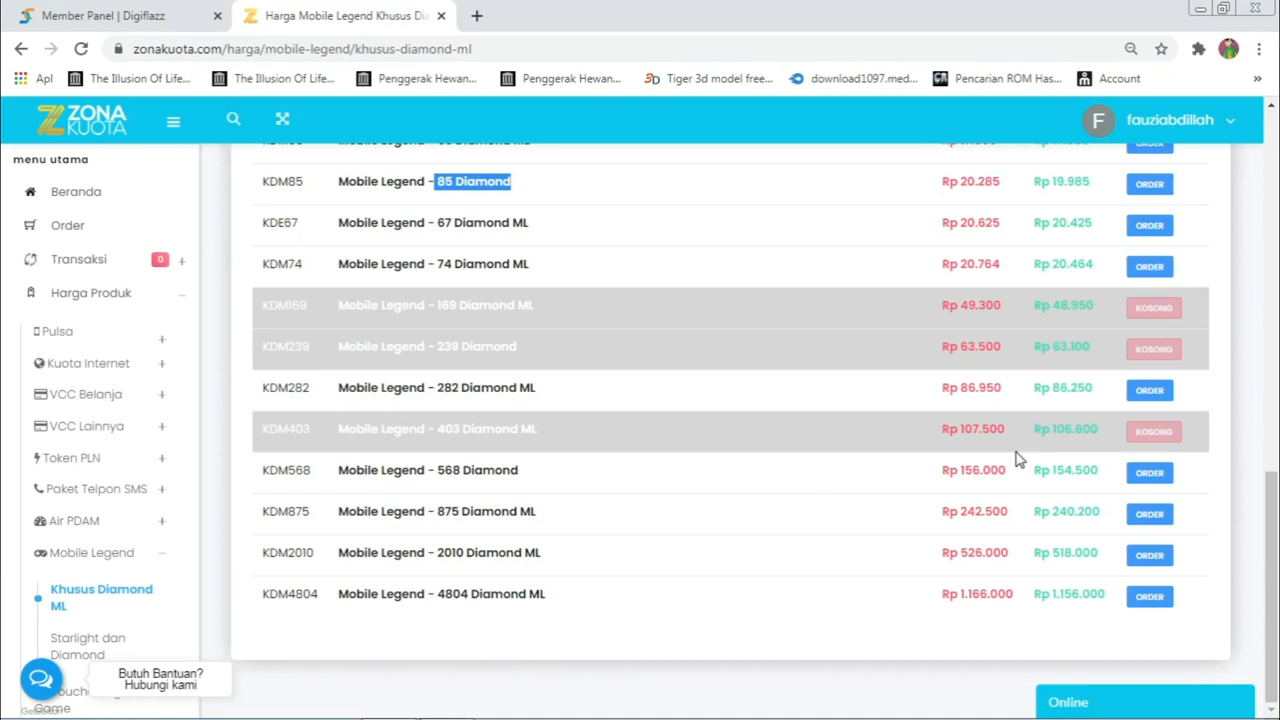 Member Panel | Digiflazz
Harga Mobile Legend Khusus Dia
zonakuota.com/harga/mobile-legend/khusus-diamond-ml
Apl
The Illusion Of Life...
The Illusion Of Life...
Penggerak Hewan...
Penggerak Hewan...
Tiger 3d model free...
download1097.med...
Pencarian ROM Has...
Account
»
ZONA
KUOTA
F
fauziabdillah
menu utama
Beranda
Order
Transaksi
0
+
Harga Produk
Pulsa
+
Kuota Internet
+
VCC Belanja
+
VCC Lainnya
+
Token PLN
+
Paket Telpon SMS
+
Air PDAM
+
Mobile Legend
Khusus Diamond
ML
Starlight dan
Diamond
Game
Butuh Bantuan?
Hubungi kami
ORDER
KDM85 Mobile Legend - 85 Diamond Rp 20.285 Rp 19.985 ORDER
KDE67 Mobile Legend - 67 Diamond ML Rp 20.625 Rp 20.425 ORDER
KDM74 Mobile Legend - 74 Diamond ML Rp 20.764 Rp 20.464 ORDER
KDM169 Mobile Legend - 169 Diamond ML Rp 49.300 Rp 48.950 KOSONG
KDM239 Mobile Legend - 239 Diamond Rp 63.500 Rp 63.100 KOSONG
KDM282 Mobile Legend - 282 Diamond ML Rp 86.950 Rp 86.250 ORDER
KDM403 Mobile Legend - 403 Diamond ML Rp 107.500 Rp 106.600 KOSONG
KDM568 Mobile Legend - 568 Diamond Rp 156.000 Rp 154.500 ORDER
KDM875 Mobile Legend - 875 Diamond ML Rp 242.500 Rp 240.200 ORDER
KDM2010 Mobile Legend - 2010 Diamond ML Rp 526.000 Rp 518.000 ORDER
KDM4804 Mobile Legend - 4804 Diamond ML Rp 1.166.000 Rp 1.156.000 ORDER
Online